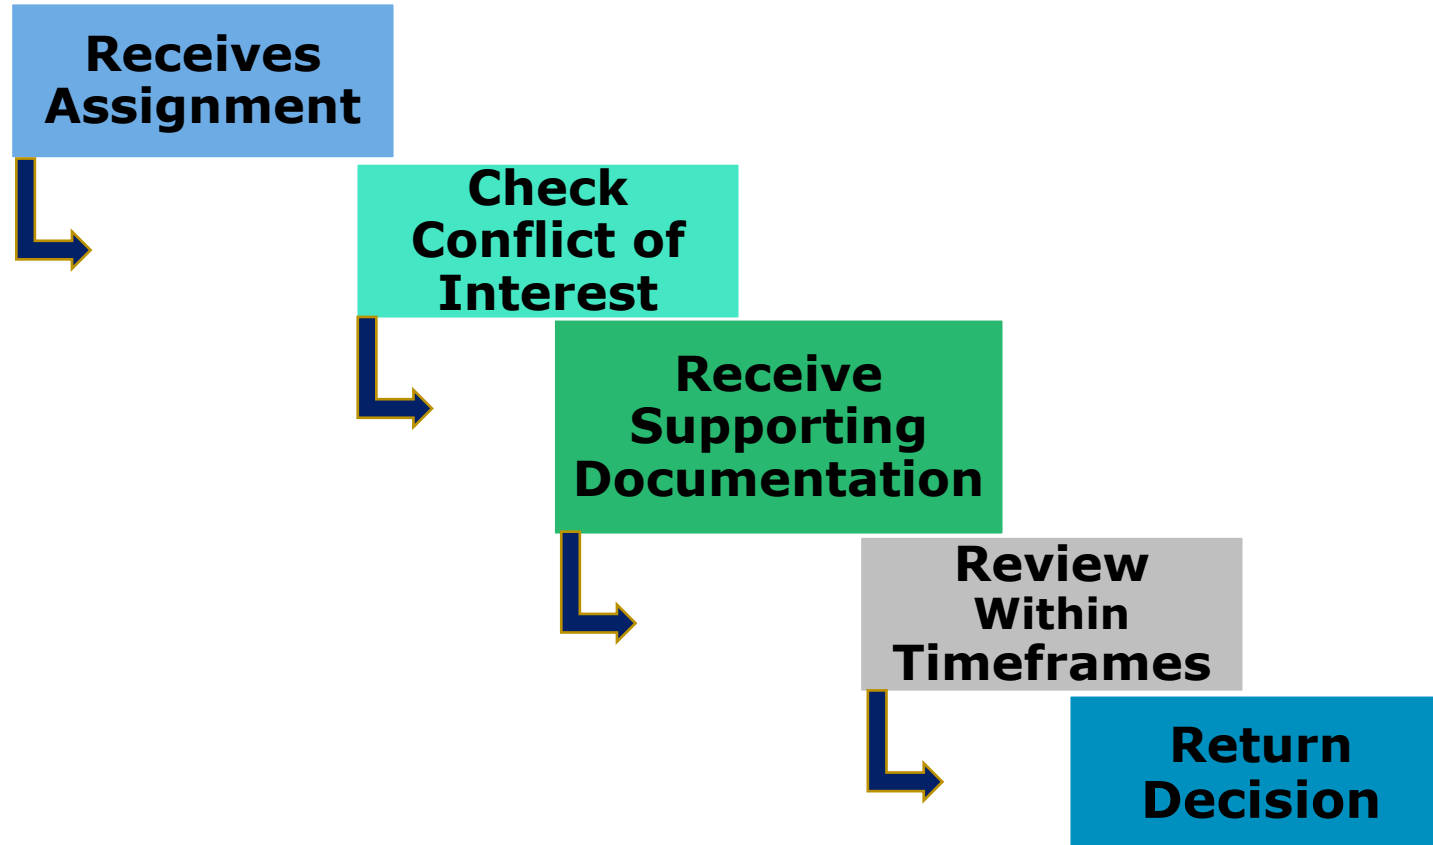 Receives
Assignment
Check
Conflict of
Interest
Receive
Supporting
Documentation
Review
Within
Timeframes
Return
Decision